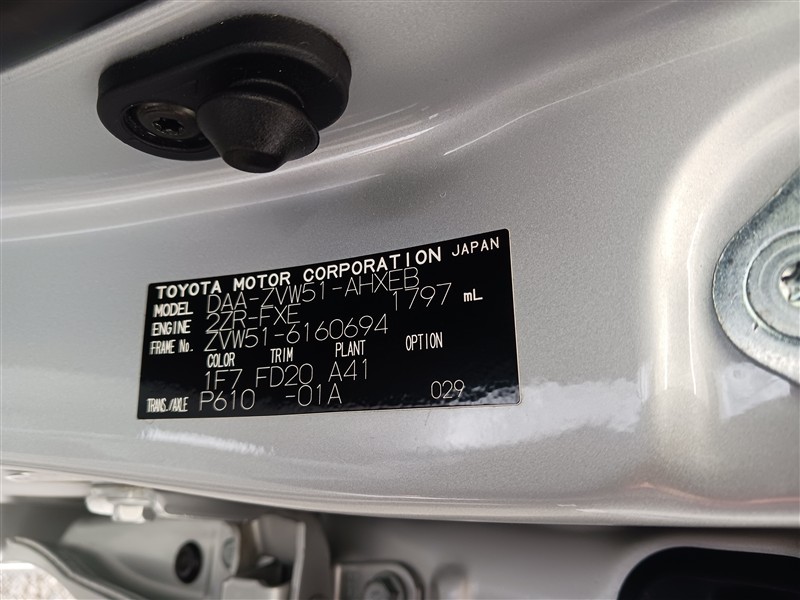 TOYOTA MOTOR CORPORATION JAPAN
MODEL DAA-ZVW51-AHXEB
ENGINE 2ZR-FXE 1797 mL
FRAME No. ZVW51-6160694
COLOR TRIM PLANT OPTION
1F7 FD20 A41
TRANS./AXLE P610 -01A 029